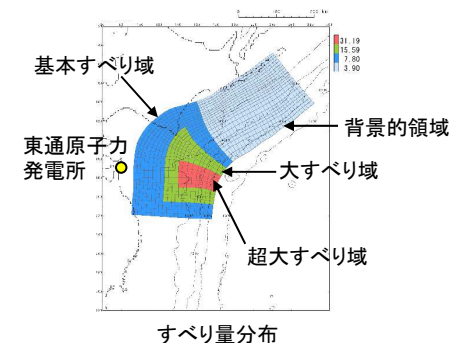 31.19
15.59
7.80
3.90
基本すべり域
背景的領域
東通原子力
発電所
大すべり域
超大すべり域
すべり量分布